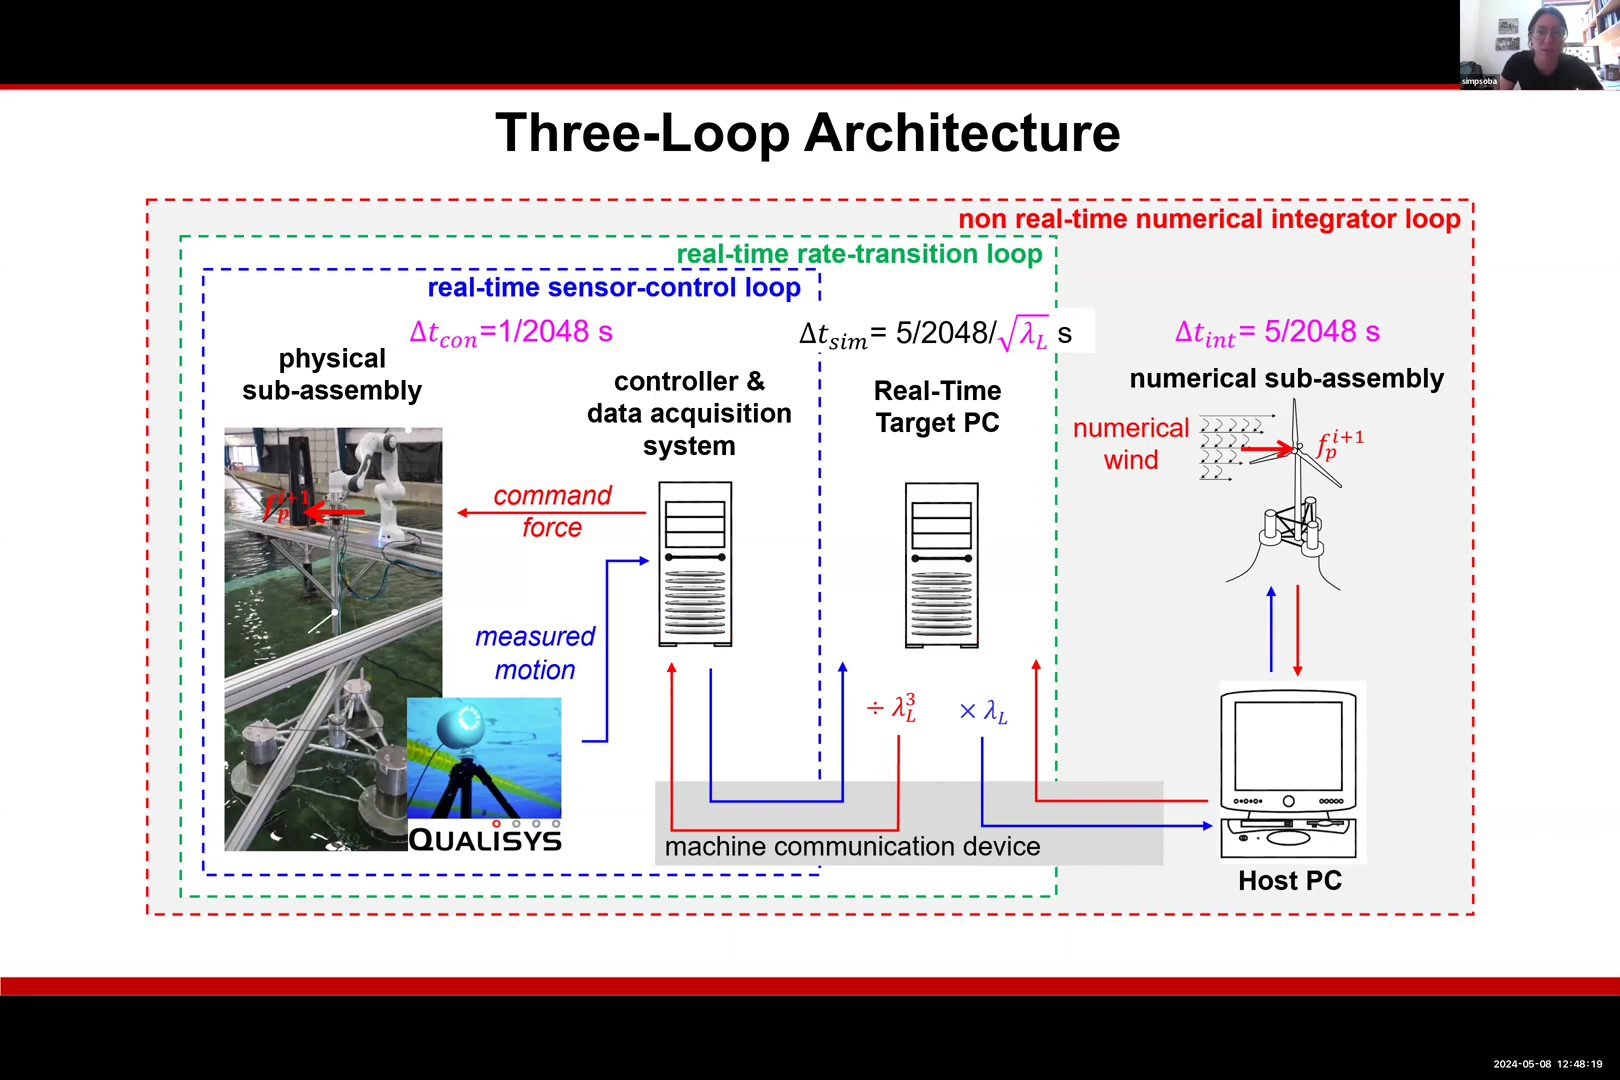 simpsoba
Three-Loop Architecture
non real-time numerical integrator loop
real-time rate-transition loop
real-time sensor-control loop
Δt_con=1/2048 s
Δt_sim= 5/2048/√λ_L s
Δt_int= 5/2048 s
physical
sub-assembly
controller &
data acquisition
system
Real-Time
Target PC
numerical sub-assembly
numerical
wind
f_p^{i+1}
f_p^{i+1}
command
force
measured
motion
÷ λ_L^3
× λ_L
QUALISYS
machine communication device
Host PC
2024-05-08 12:48:19